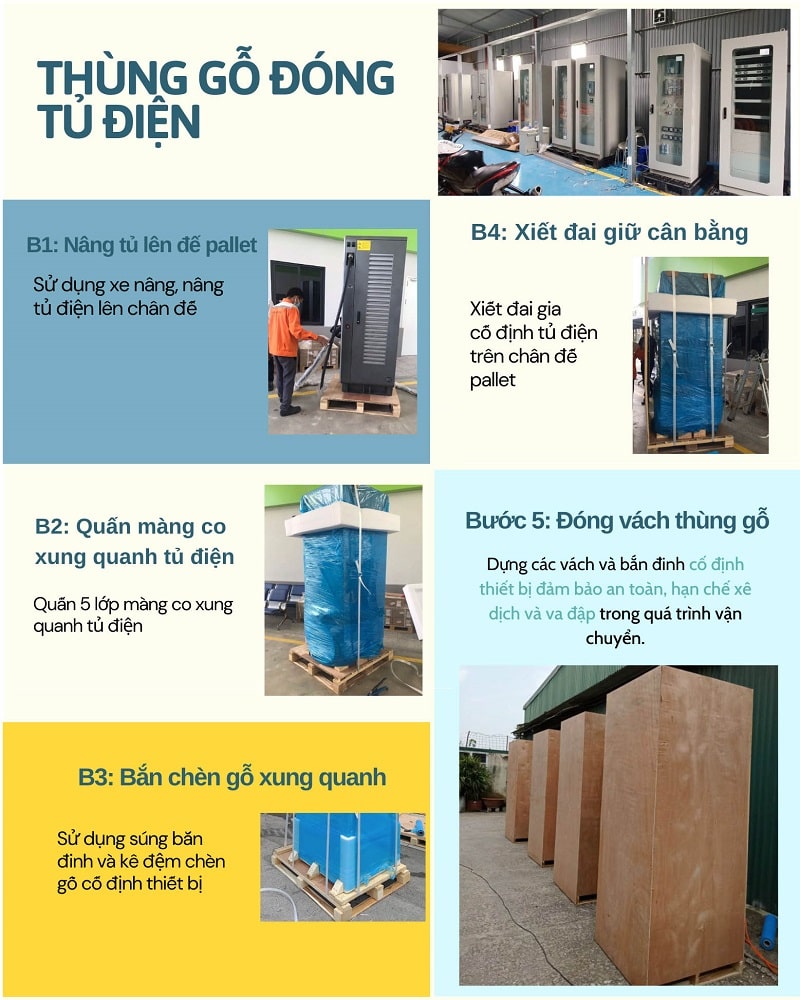 THÙNG GỖ ĐÓNG
TỦ ĐIỆN
B1: Nâng tủ lên đế pallet
Sử dụng xe nâng, nâng
tủ điện lên chân đế
B2: Quấn màng co
xung quanh tủ điện
Quấn 5 lớp màng co xung
quanh tủ điện
B3: Bắn chèn gỗ xung quanh
Sử dụng súng bắn
đinh và kê đệm chèn
gỗ cố định thiết bị
B4: Xiết đai giữ cân bằng
Xiết đai gia
cố định tủ điện
trên chân đế
pallet
Bước 5: Đóng vách thùng gỗ
Dựng các vách và bắn đinh cố định
thiết bị đảm bảo an toàn, hạn chế xê
dịch và va đập trong quá trình vận
chuyển.